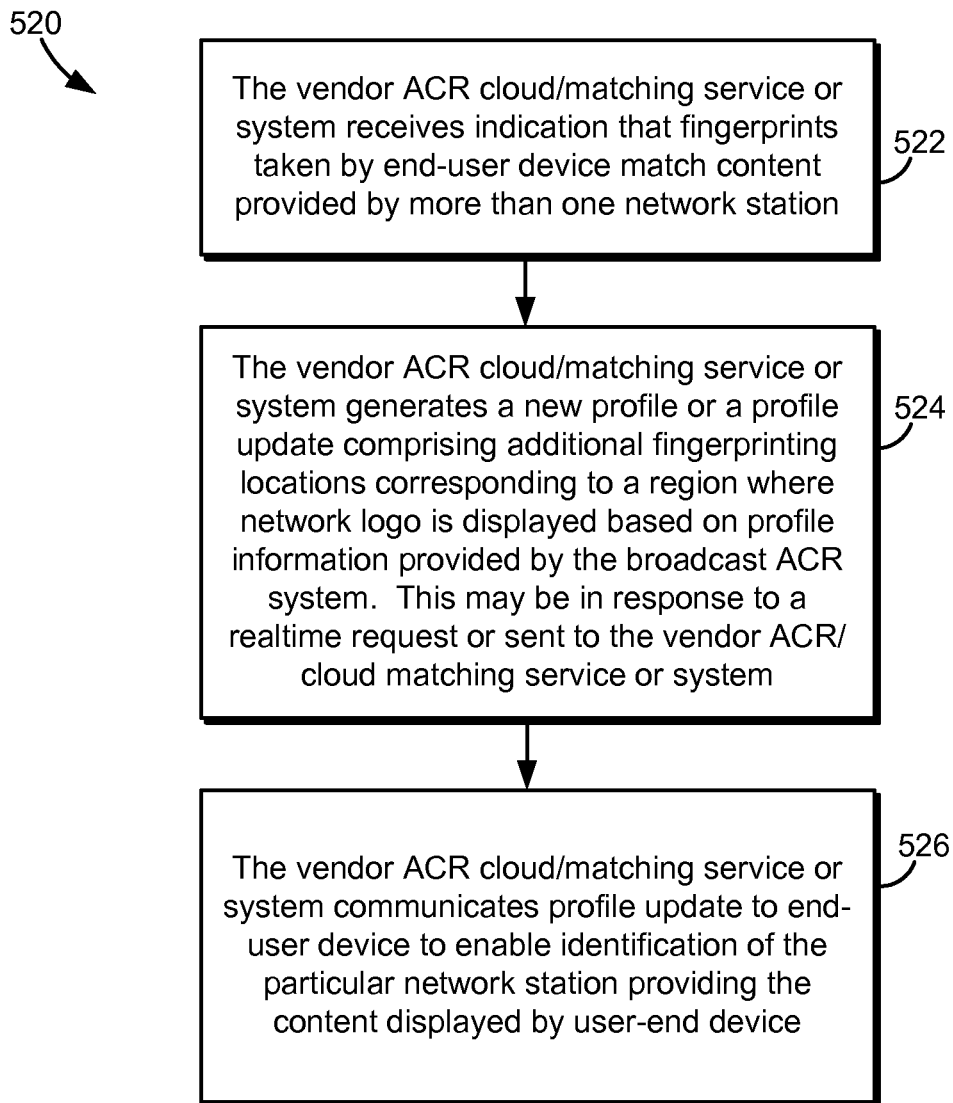 520
The vendor ACR cloud/matching service or
system receives indication that fingerprints
taken by end-user device match content
provided by more than one network station
522
The vendor ACR cloud/matching service or
system generates a new profile or a profile
update comprising additional fingerprinting
locations corresponding to a region where
network logo is displayed based on profile
information provided by the broadcast ACR
system.  This may be in response to a
realtime request or sent to the vendor ACR/
cloud matching service or system
524
The vendor ACR cloud/matching service or
system communicates profile update to end-
user device to enable identification of the
particular network station providing the
content displayed by user-end device
526